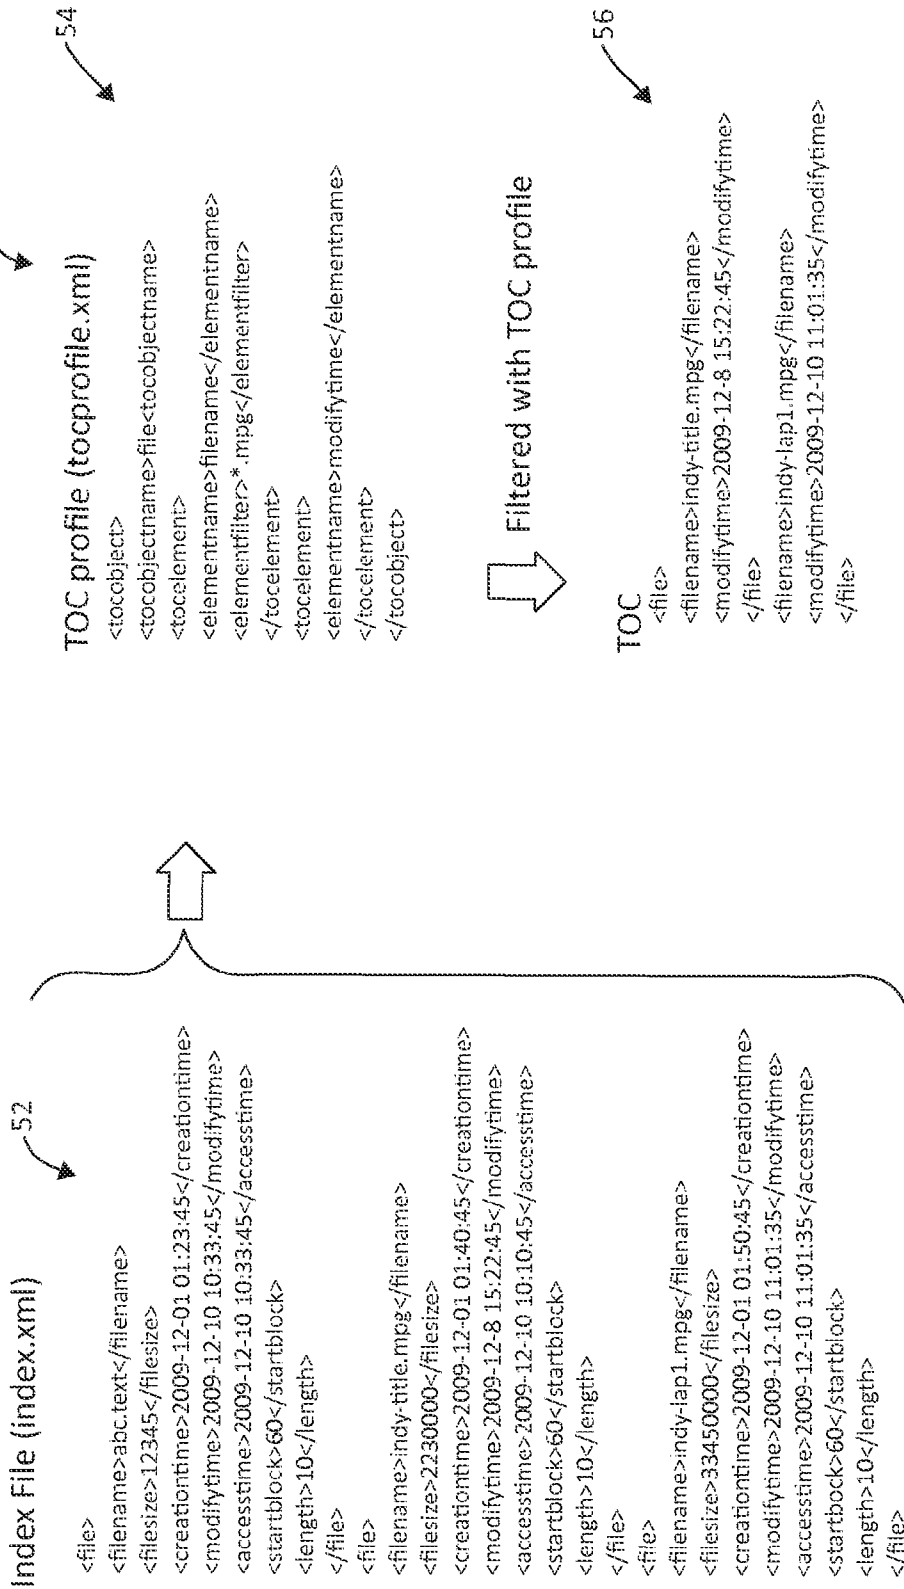 Index File (index.xml)
52
<file>
<filename>abc.text</filename>
<filesize>12345</filesize>
<creationtime>2009-12-01 01:23:45</creationtime>
<modifytime>2009-12-10 10:33:45</modifytime>
<accesstime>2009-12-10 10:33:45</accesstime>
<startblock>60</startblock>
<length>10</length>
</file>
<file>
<filename>indy-title.mpg</filename>
<filesize>2230000</filesize>
<creationtime>2009-12-01 01:40:45</creationtime>
<modifytime>2009-12-8 15:22:45</modifytime>
<accesstime>2009-12-10 10:10:45</accesstime>
<startblock>60</startblock>
<length>10</length>
</file>
<file>
<filename>indy-lap1.mpg</filename>
<filesize>33450000</filesize>
<creationtime>2009-12-01 01:50:45</creationtime>
<modifytime>2009-12-10 11:01:35</modifytime>
<accesstime>2009-12-10 11:01:35</accesstime>
<startbock>60</startblock>
<length>10</length>
</file>
TOC profile (tocprofile.xml)
54
<tocobject>
<tocobjectname>file<tocobjectname>
<tocelement>
<elementname>filename</elementname>
<elementfilter>*.mpg</elementfilter>
</tocelement>
<tocelement>
<elementname>modifytime</elementname>
</tocelement>
</tocobject>
Filtered with TOC profile
TOC
56
<file>
<filename>indy-title.mpg</filename>
<modifytime>2009-12-8 15:22:45</modifytime>
</file>
<filename>indy-lap1.mpg</filename>
<modifytime>2009-12-10 11:01:35</modifytime>
</file>